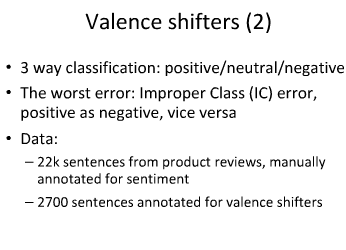 Valence shifters (2)
• 3 way classification: positive/neutral/negative
• The worst error: Improper Class (IC) error,
positive as negative, vice versa
• Data:
– 22k sentences from product reviews, manually
annotated for sentiment
– 2700 sentences annotated for valence shifters